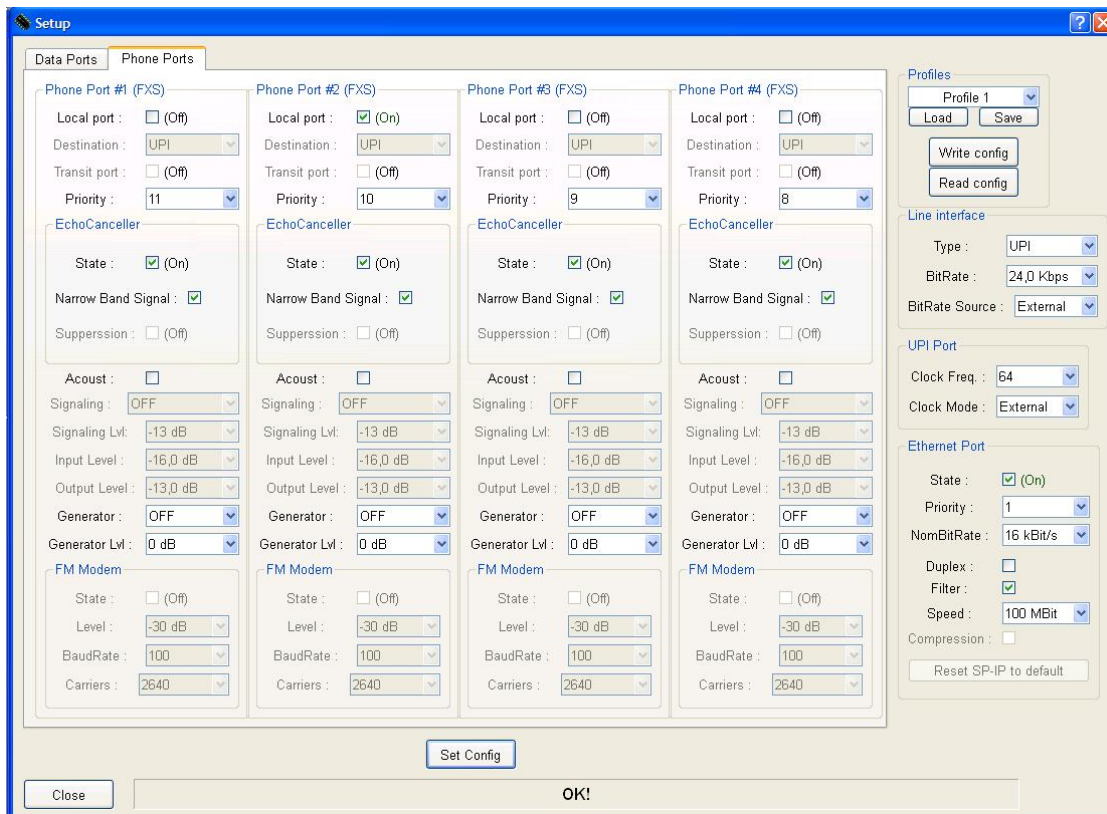 Setup
Data Ports Phone Ports
Phone Port #1 (FXS)
Local port : (Off)
Destination : UPI
Transit port : (Off)
Priority : 11
EchoCanceller
State : (On)
Narrow Band Signal :
Supperssion : (Off)
Acoust :
Signaling : OFF
Signaling Lvl: -13 dB
Input Level : -16,0 dB
Output Level : -13,0 dB
Generator : OFF
Generator Lvl : 0 dB
FM Modem
State : (Off)
Level : -30 dB
BaudRate : 100
Carriers : 2640
Phone Port #2 (FXS)
Local port : (On)
Destination : UPI
Transit port : (Off)
Priority : 10
EchoCanceller
State : (On)
Narrow Band Signal :
Supperssion : (Off)
Acoust :
Signaling : OFF
Signaling Lvl: -13 dB
Input Level : -16,0 dB
Output Level : -13,0 dB
Generator : OFF
Generator Lvl : 0 dB
FM Modem
State : (Off)
Level : -30 dB
BaudRate : 100
Carriers : 2640
Phone Port #3 (FXS)
Local port : (Off)
Destination : UPI
Transit port : (Off)
Priority : 9
EchoCanceller
State : (On)
Narrow Band Signal :
Supperssion : (Off)
Acoust :
Signaling : OFF
Signaling Lvl: -13 dB
Input Level : -16,0 dB
Output Level : -13,0 dB
Generator : OFF
Generator Lvl : 0 dB
FM Modem
State : (Off)
Level : -30 dB
BaudRate : 100
Carriers : 2640
Phone Port #4 (FXS)
Local port : (Off)
Destination : UPI
Transit port : (Off)
Priority : 8
EchoCanceller
State : (On)
Narrow Band Signal :
Supperssion : (Off)
Acoust :
Signaling : OFF
Signaling Lvl: -13 dB
Input Level : -16,0 dB
Output Level : -13,0 dB
Generator : OFF
Generator Lvl : 0 dB
FM Modem
State : (Off)
Level : -30 dB
BaudRate : 100
Carriers : 2640
Profiles
Profile 1
Load Save
Write config
Read config
Line interface
Type : UPI
BitRate : 24,0 Kbps
BitRate Source : External
UPI Port
Clock Freq. : 64
Clock Mode : External
Ethernet Port
State : (On)
Priority : 1
NomBitRate : 16 kBit/s
Duplex :
Filter :
Speed : 100 MBit
Compression :
Reset SP-IP to default
Set Config
Close OK!